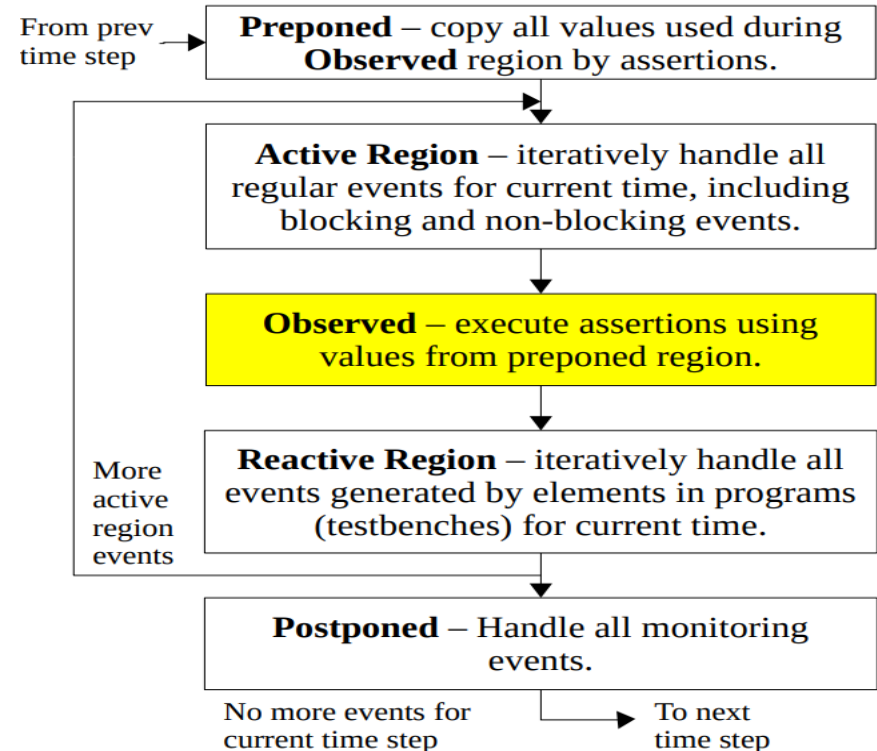 From prev
time step
Preponed – copy all values used during
Observed region by assertions.
Active Region – iteratively handle all
regular events for current time, including
blocking and non-blocking events.
Observed – execute assertions using
values from preponed region.
Reactive Region – iteratively handle all
events generated by elements in programs
(testbenches) for current time.
More
active
region
events
Postponed – Handle all monitoring
events.
No more events for
current time step
To next
time step